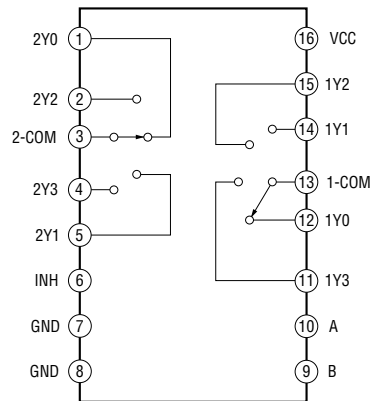 2Y0 1
2Y2 2
2-COM 3
2Y3 4
2Y1 5
INH 6
GND 7
GND 8
16 VCC
15 1Y2
14 1Y1
13 1-COM
12 1Y0
11 1Y3
10 A
9 B